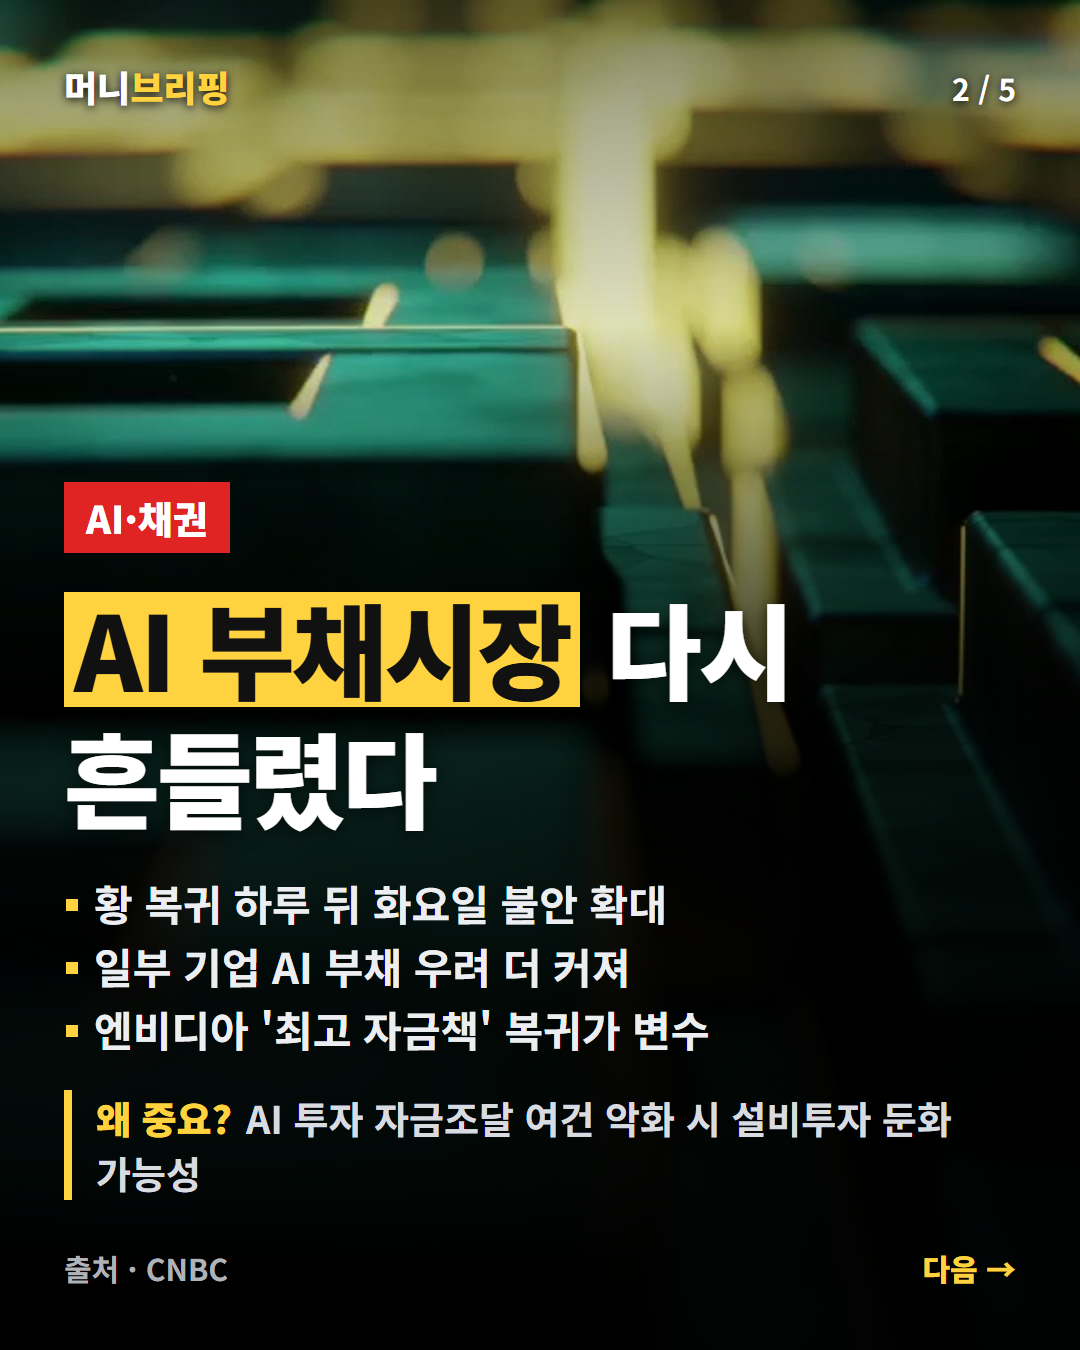 머니브리핑
2 / 5
AI·채권
AI 부채시장 다시
흔들렸다
황 복귀 하루 뒤 화요일 불안 확대
일부 기업 AI 부채 우려 더 커져
엔비디아 '최고 자금책' 복귀가 변수
왜 중요? AI 투자 자금조달 여건 악화 시 설비투자 둔화
가능성
출처 · CNBC
다음 →